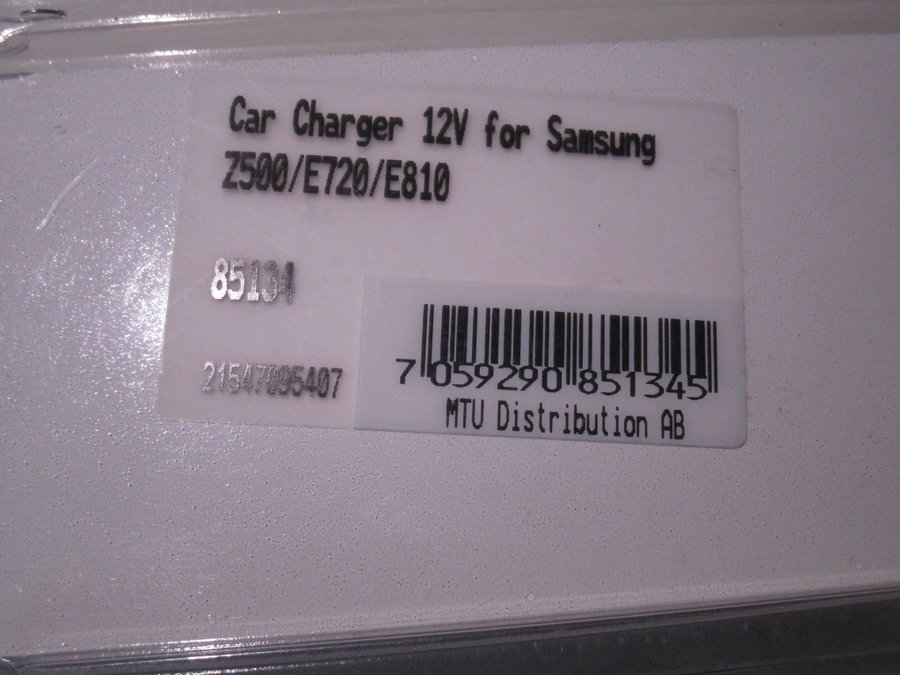 Car Charger 12V for Samsung
Z500/E720/E810
85134
21547095407
7 059290 851345
MTU Distribution AB